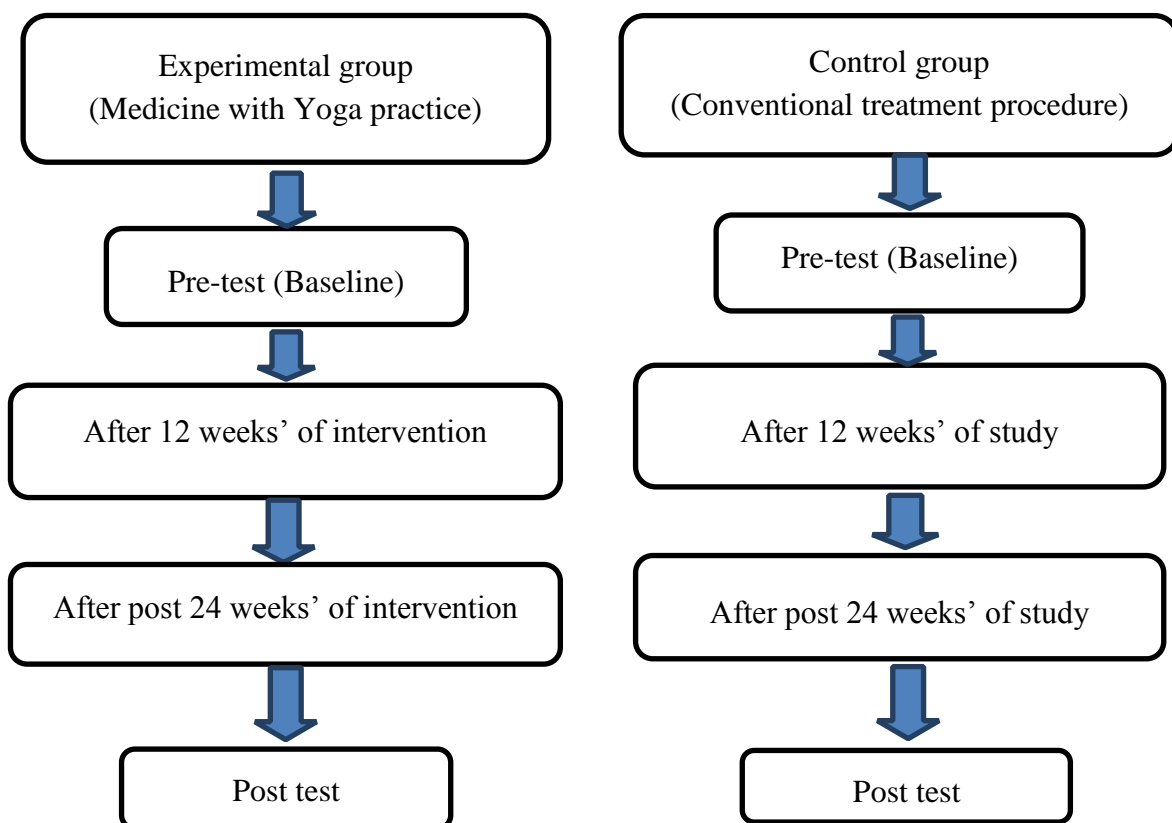 Experimental group
(Medicine with Yoga practice)
Pre-test (Baseline)
After 12 weeks’ of intervention
After post 24 weeks’ of intervention
Post test
Control group
(Conventional treatment procedure)
Pre-test (Baseline)
After 12 weeks’ of study
After post 24 weeks’ of study
Post test